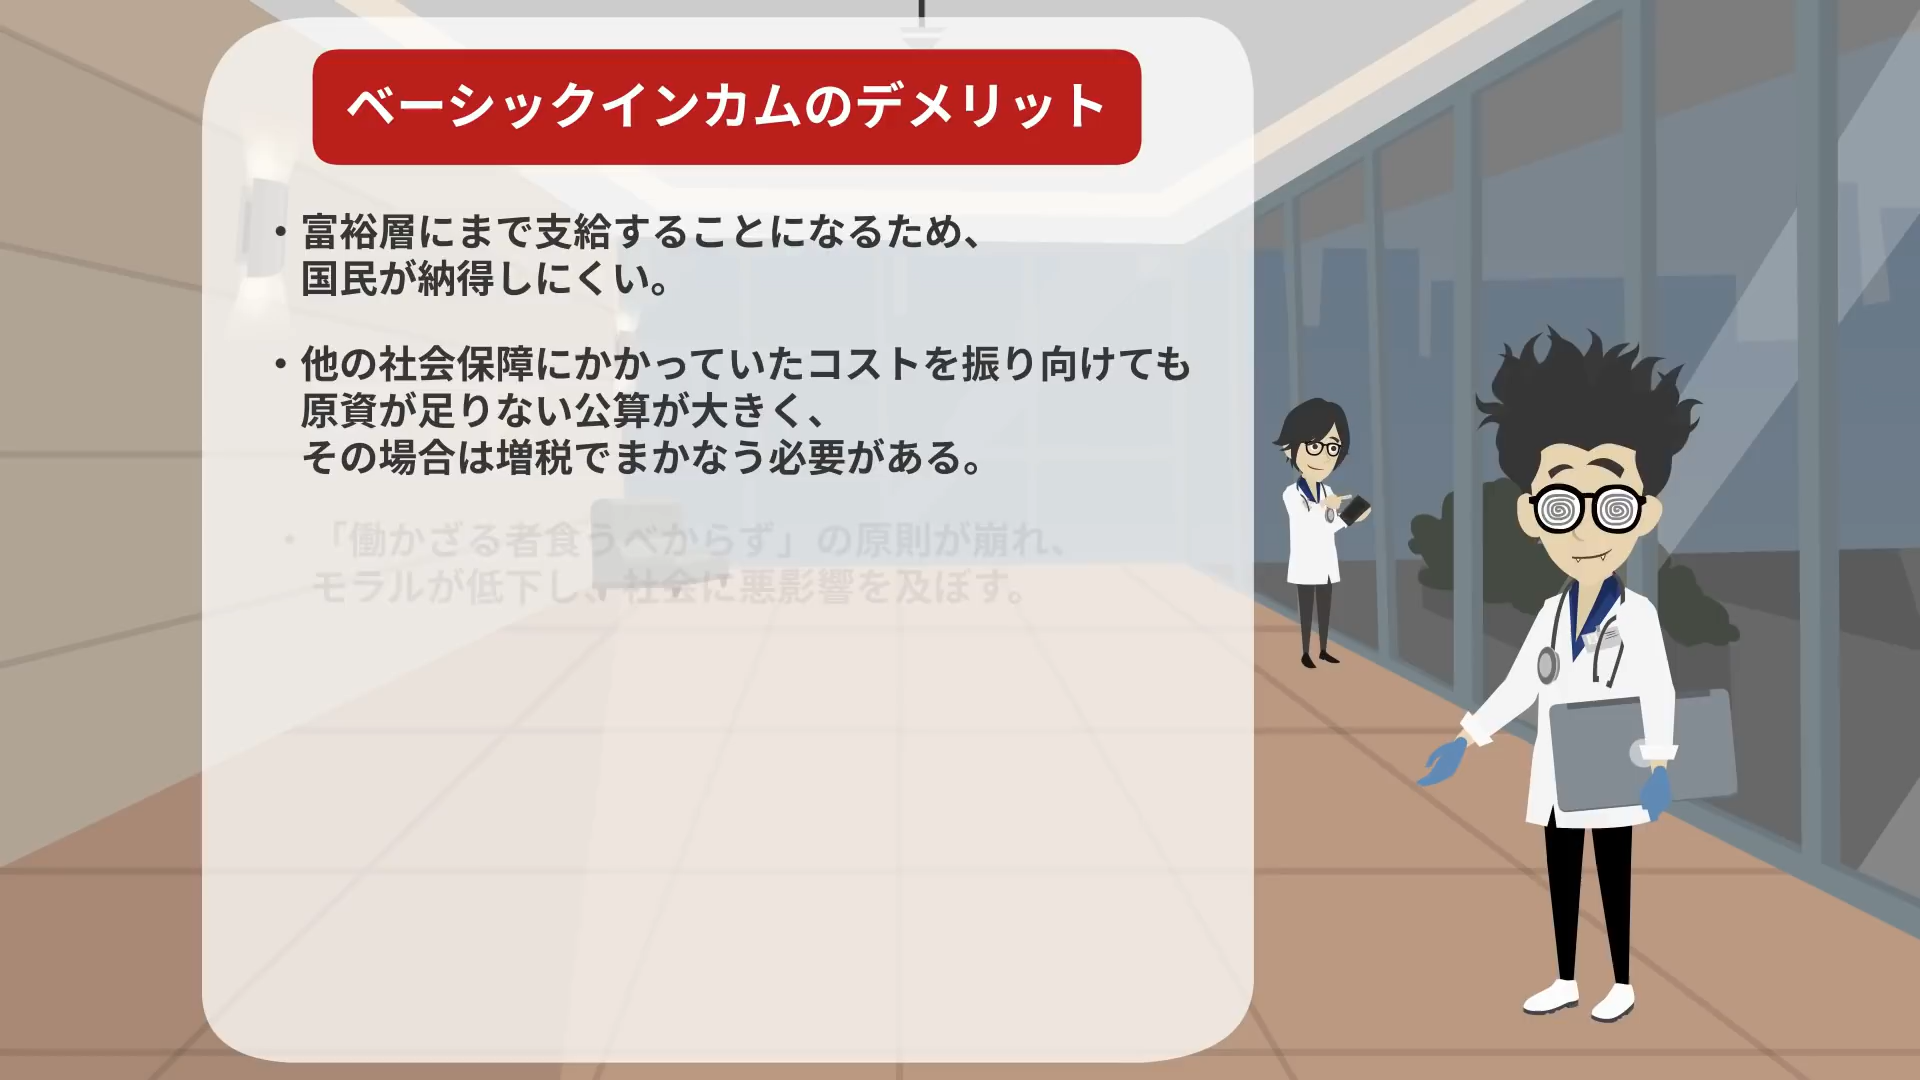 ベーシックインカムのデメリット
・富裕層にまで支給することになるため、
国民が納得しにくい。
・他の社会保障にかかっていたコストを振り向けても
原資が足りない公算が大きく、
その場合は増税でまかなう必要がある。
・「働かざる者食うべからず」の原則が崩れ、
モラルが低下し、社会に悪影響を及ぼす。